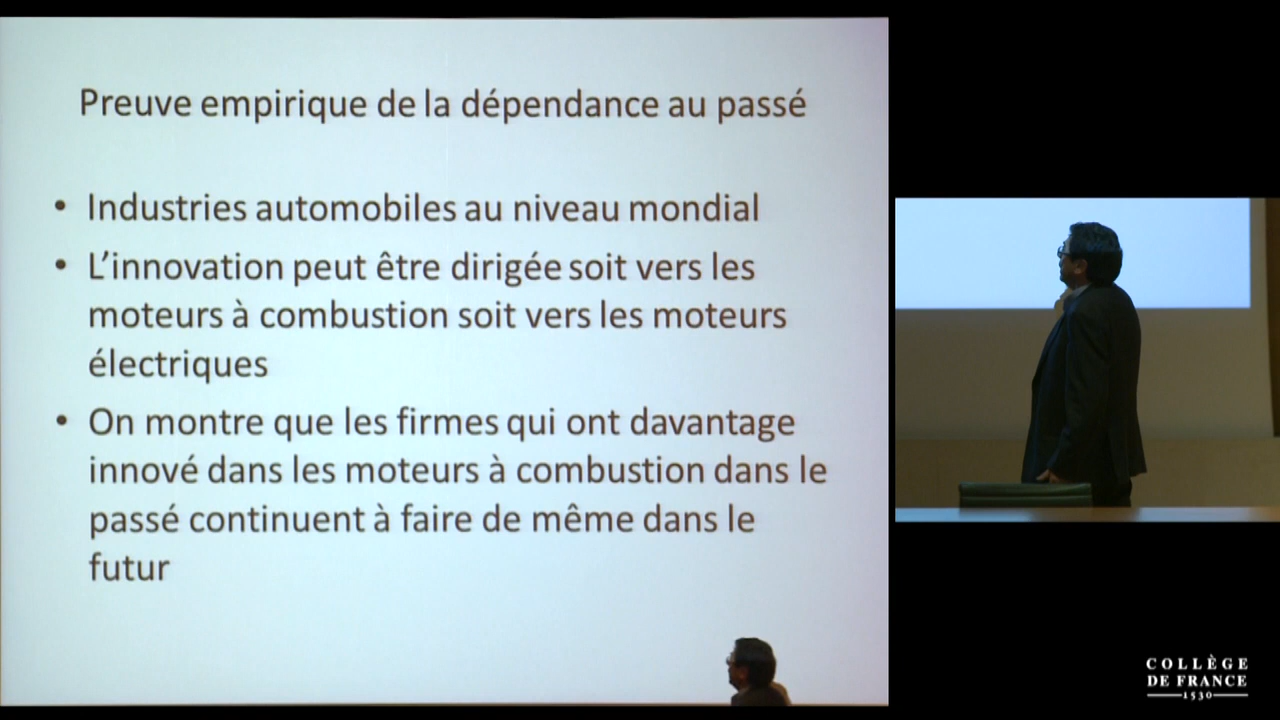 Preuve empirique de la dépendance au passé
• Industries automobiles au niveau mondial
• L’innovation peut être dirigée soit vers les
moteurs à combustion soit vers les moteurs
électriques
• On montre que les firmes qui ont davantage
innové dans les moteurs à combustion dans le
passé continuent à faire de même dans le
futur
COLLÈGE
DE FRANCE
1530